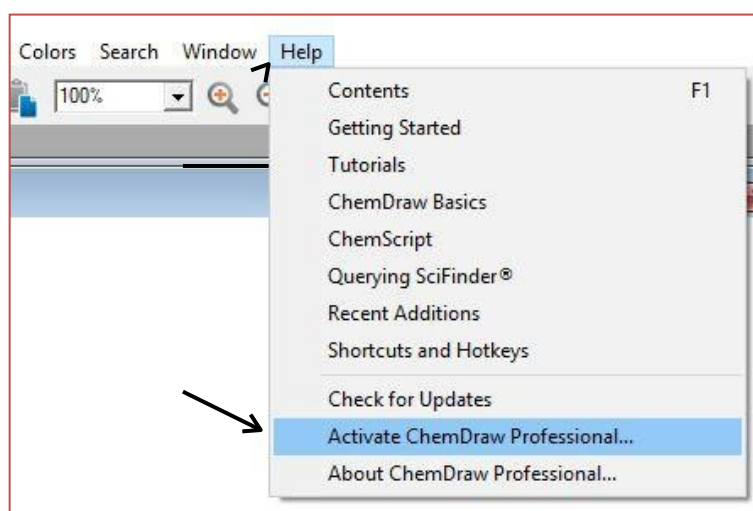 Colors Search Window Help
100%
Contents F1
Getting Started
Tutorials
ChemDraw Basics
ChemScript
Querying SciFinder®
Recent Additions
Shortcuts and Hotkeys
Check for Updates
Activate ChemDraw Professional...
About ChemDraw Professional...